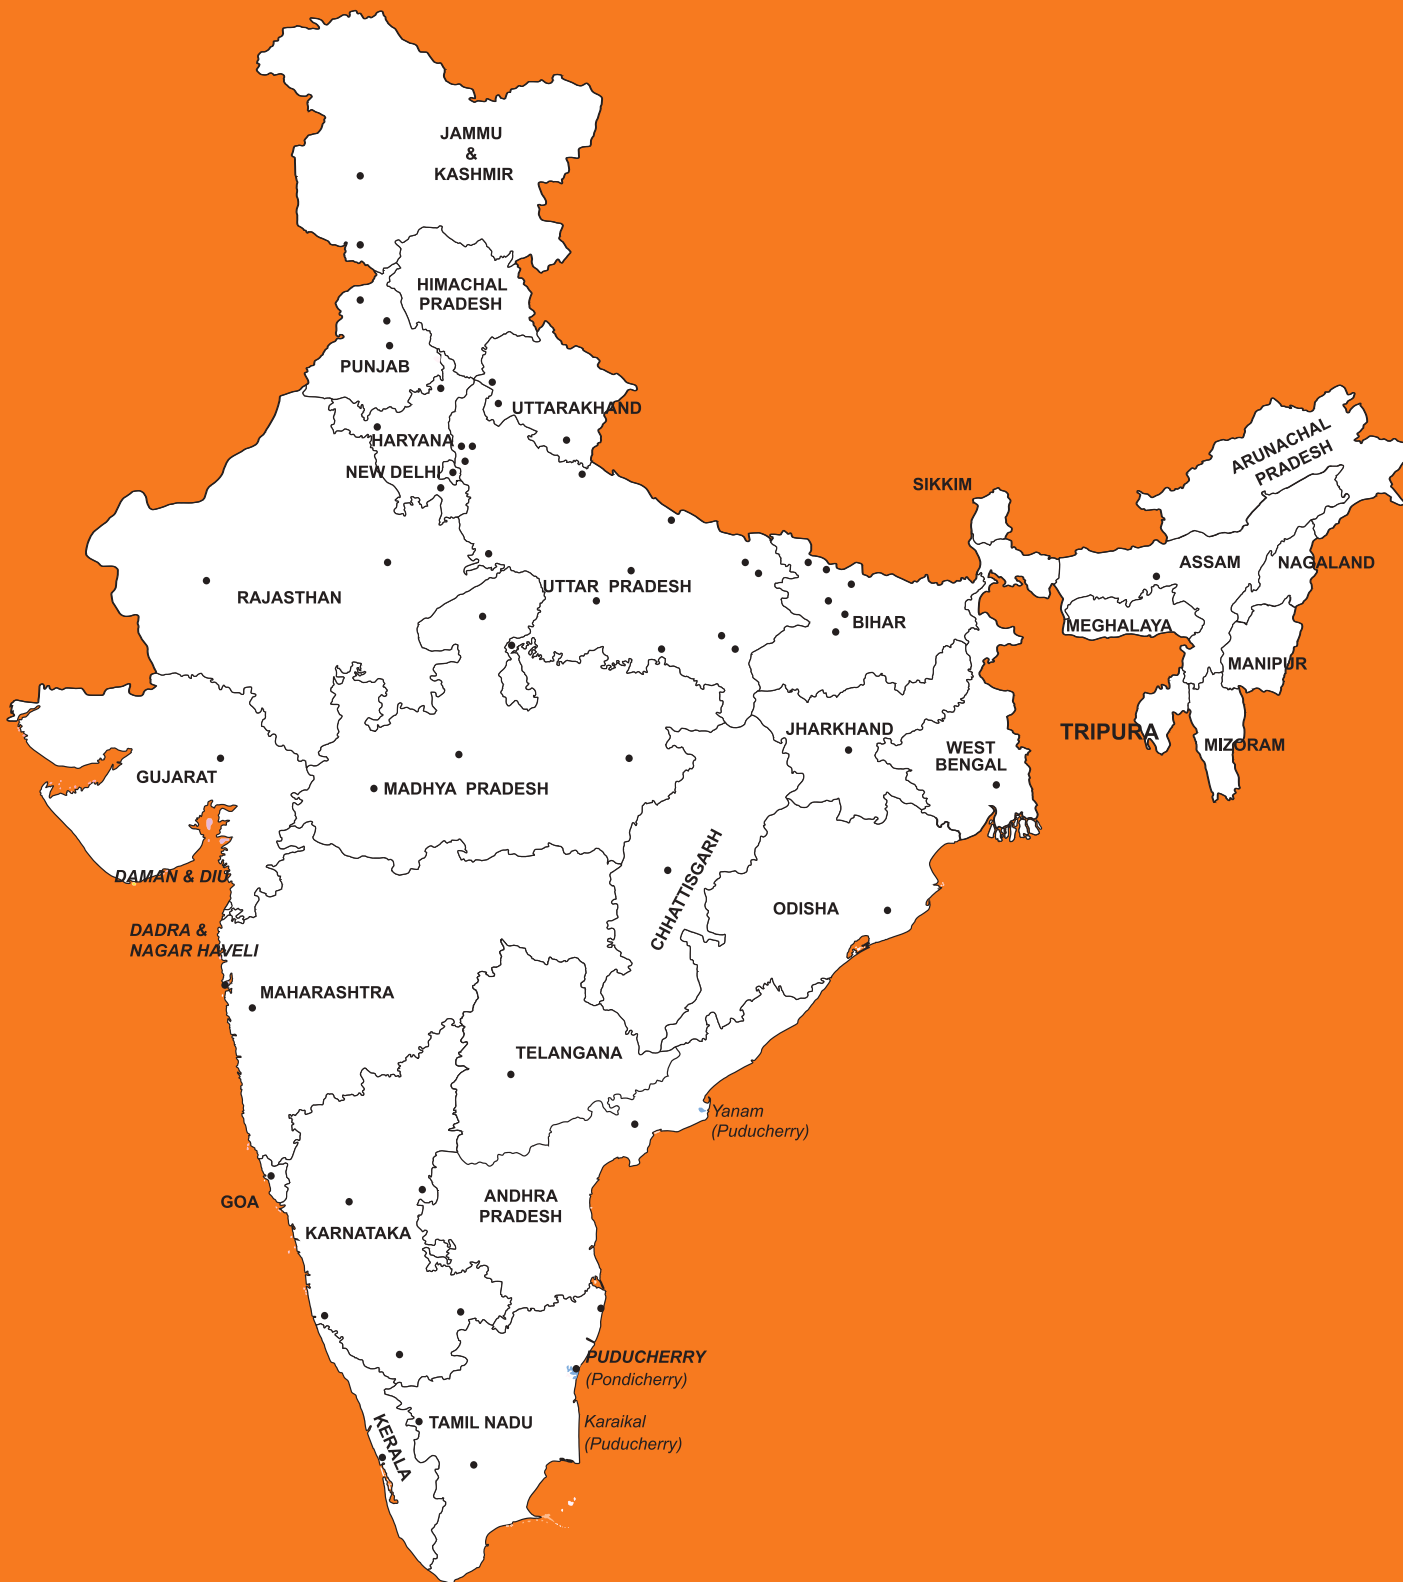 JAMMU
&
KASHMIR
HIMACHAL
PRADESH
PUNJAB
UTTARAKHAND
HARYANA
NEW DELHI
SIKKIM
ARUNACHAL
PRADESH
ASSAM
NAGALAND
RAJASTHAN
UTTAR PRADESH
BIHAR
MEGHALAYA
MANIPUR
TRIPURA
MIZORAM
JHARKHAND
WEST
BENGAL
GUJARAT
MADHYA PRADESH
CHHATTISGARH
DAMAN & DIU
ODISHA
DADRA &
NAGAR HAVELI
MAHARASHTRA
TELANGANA
Yanam
(Puducherry)
GOA
KARNATAKA
ANDHRA
PRADESH
PUDUCHERRY
(Pondicherry)
KERALA
TAMIL NADU
Karaikal
(Puducherry)